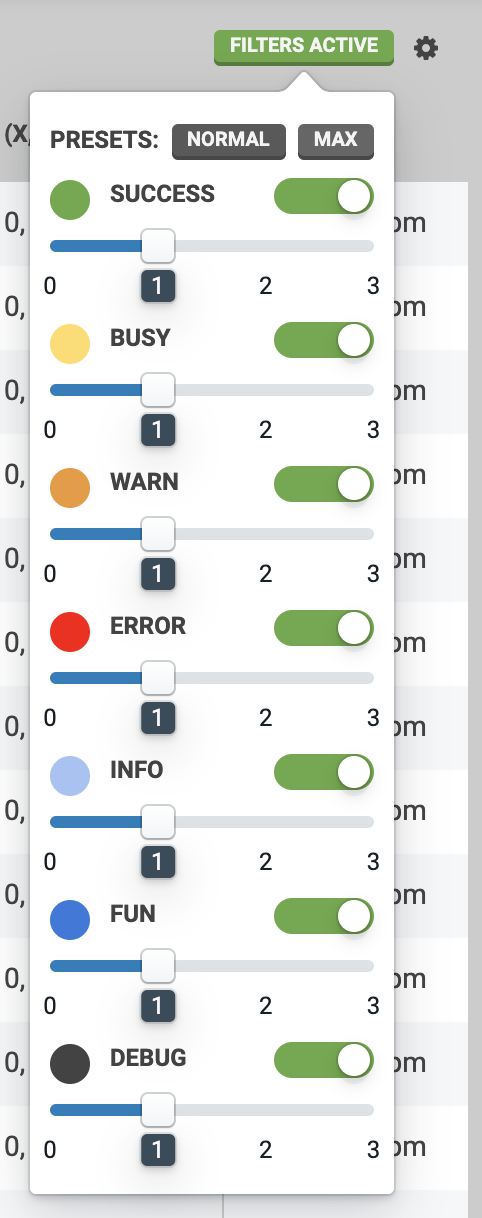 FILTERS ACTIVE
(X,
PRESETS: NORMAL MAX
SUCCESS
0, om
0 1 2 3
0, om
BUSY
0, om
0 1 2 3
0, om
WARN
0, om
0 1 2 3
ERROR
0, om
0 1 2 3
0, om
INFO
0, om
0 1 2 3
0, om
FUN
0, om
0 1 2 3
DEBUG
0, om
0 1 2 3
0, om